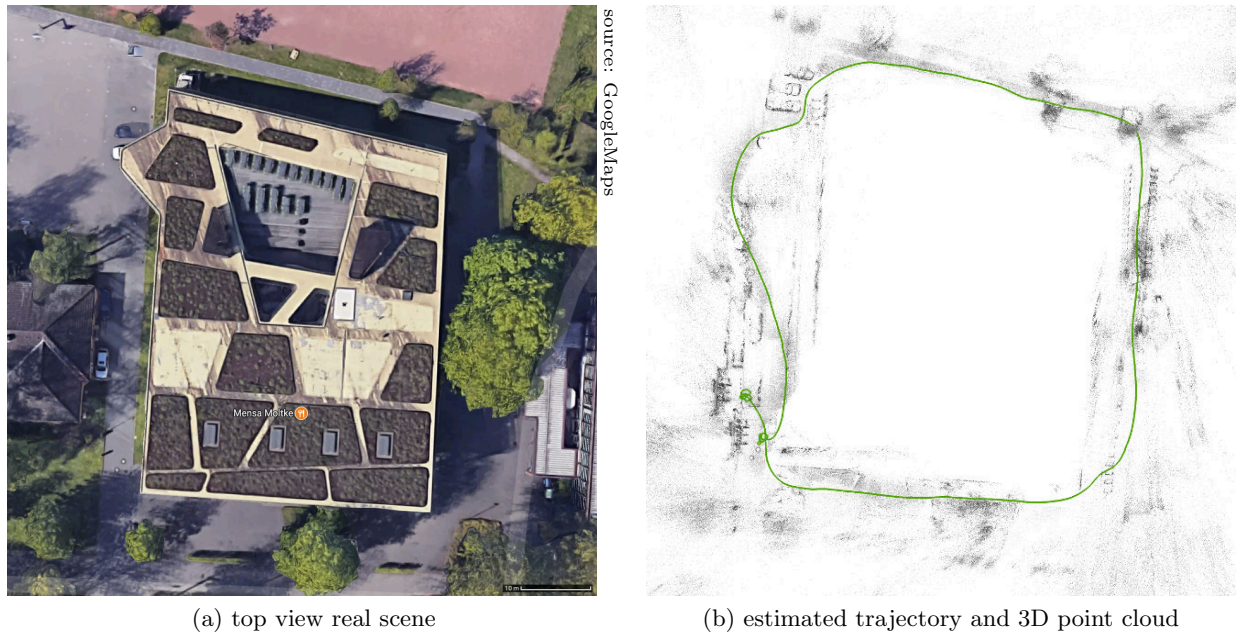 source: GoogleMaps
Mensa Moltke
10 m
(a) top view real scene
(b) estimated trajectory and 3D point cloud